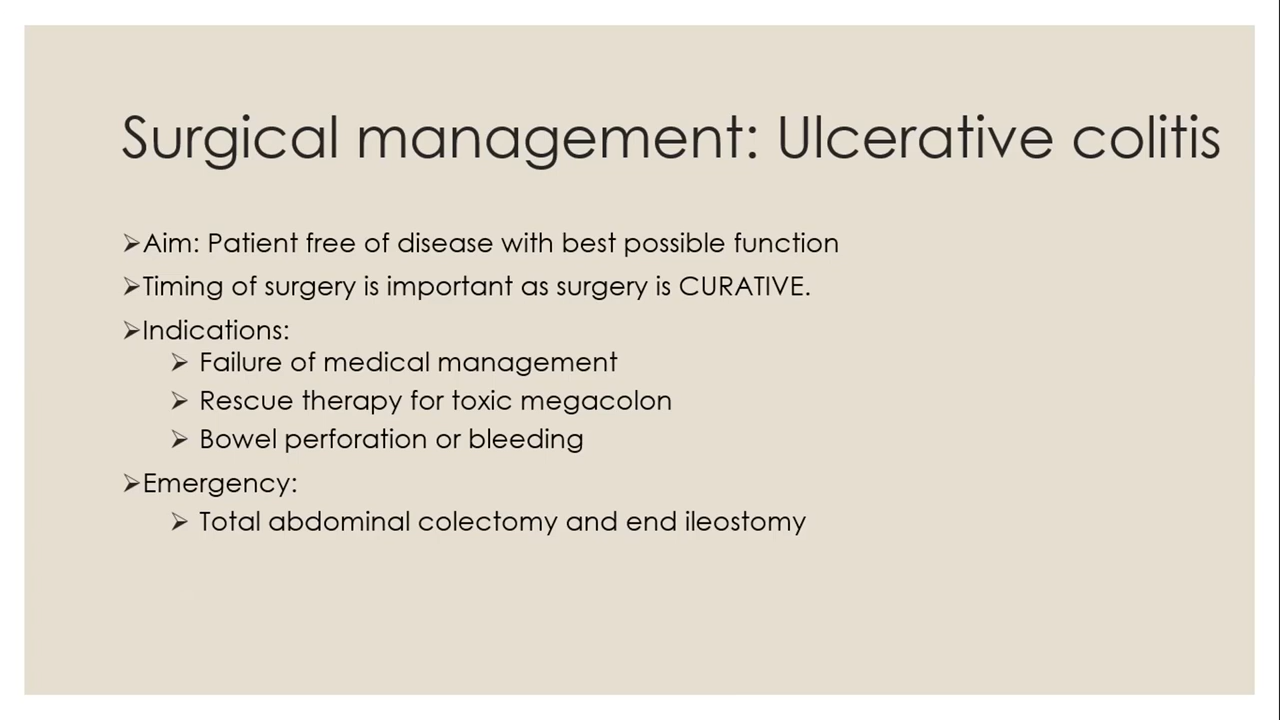 Surgical management: Ulcerative colitis
➢Aim: Patient free of disease with best possible function
➢Timing of surgery is important as surgery is CURATIVE.
➢Indications:
➢ Failure of medical management
➢ Rescue therapy for toxic megacolon
➢ Bowel perforation or bleeding
➢Emergency:
➢ Total abdominal colectomy and end ileostomy